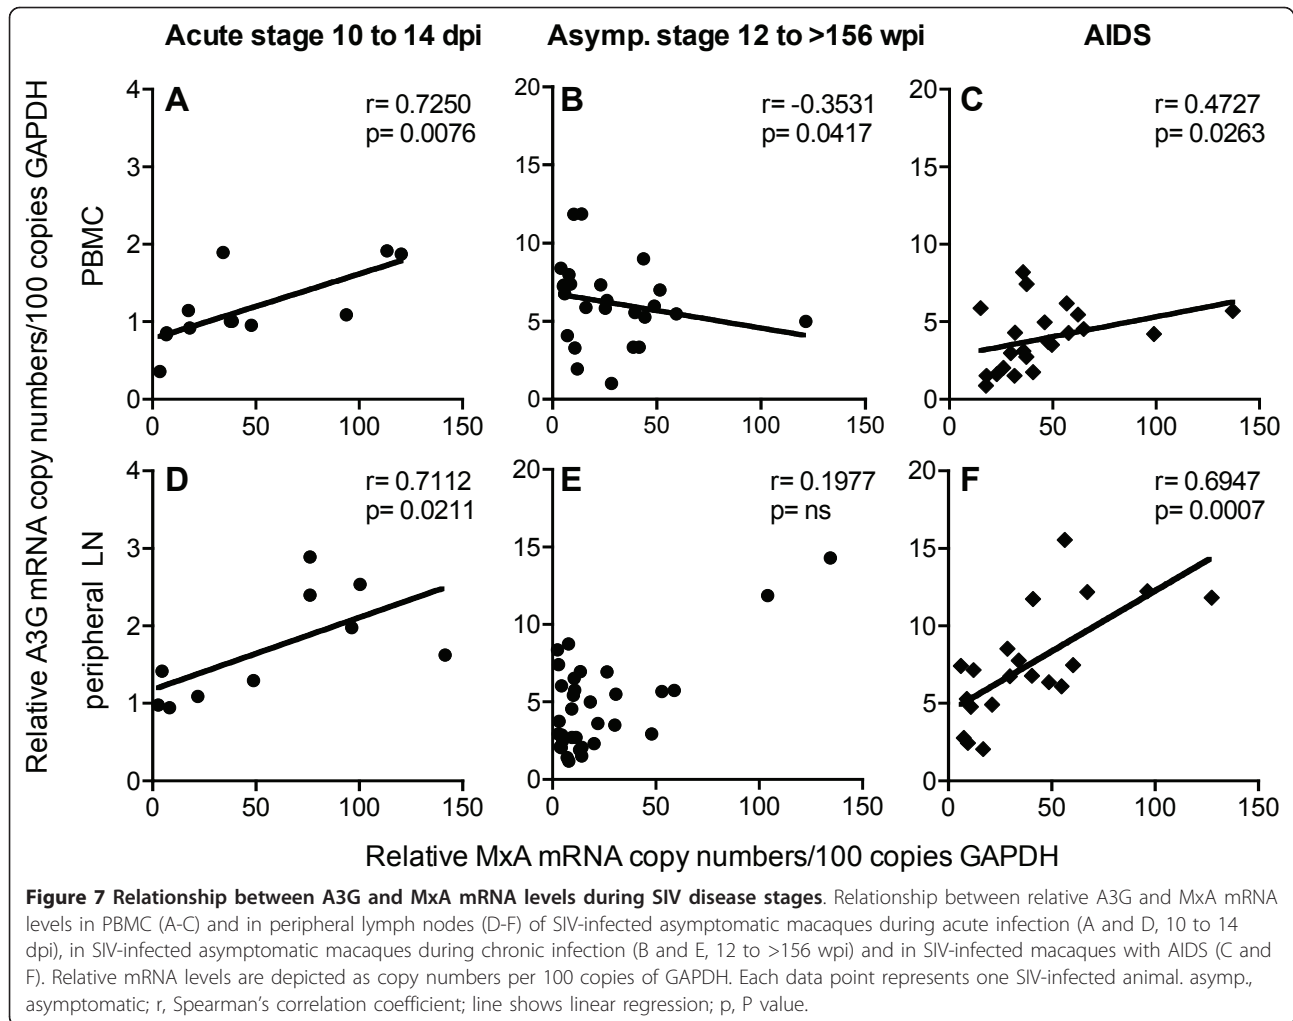 Acute stage 10 to 14 dpi
Asymp. stage 12 to >156 wpi
AIDS
Relative A3G mRNA copy numbers/100 copies GAPDH
PBMC
A
r= 0.7250
p= 0.0076
4
3
2
1
0
0 50 100 150
B
r= -0.3531
p= 0.0417
20
15
10
5
0
0 50 100 150
C
r= 0.4727
p= 0.0263
20
15
10
5
0
0 50 100 150
peripheral LN
D
r= 0.7112
p= 0.0211
4
3
2
1
0
0 50 100 150
E
r= 0.1977
p= ns
20
15
10
5
0
0 50 100 150
F
r= 0.6947
p= 0.0007
20
15
10
5
0
0 50 100 150
Relative MxA mRNA copy numbers/100 copies GAPDH
Figure 7 Relationship between A3G and MxA mRNA levels during SIV disease stages. Relationship between relative A3G and MxA mRNA
levels in PBMC (A-C) and in peripheral lymph nodes (D-F) of SIV-infected asymptomatic macaques during acute infection (A and D, 10 to 14
dpi), in SIV-infected asymptomatic macaques during chronic infection (B and E, 12 to >156 wpi) and in SIV-infected macaques with AIDS (C and
F). Relative mRNA levels are depicted as copy numbers per 100 copies of GAPDH. Each data point represents one SIV-infected animal. asymp.,
asymptomatic; r, Spearman's correlation coefficient; line shows linear regression; p, P value.